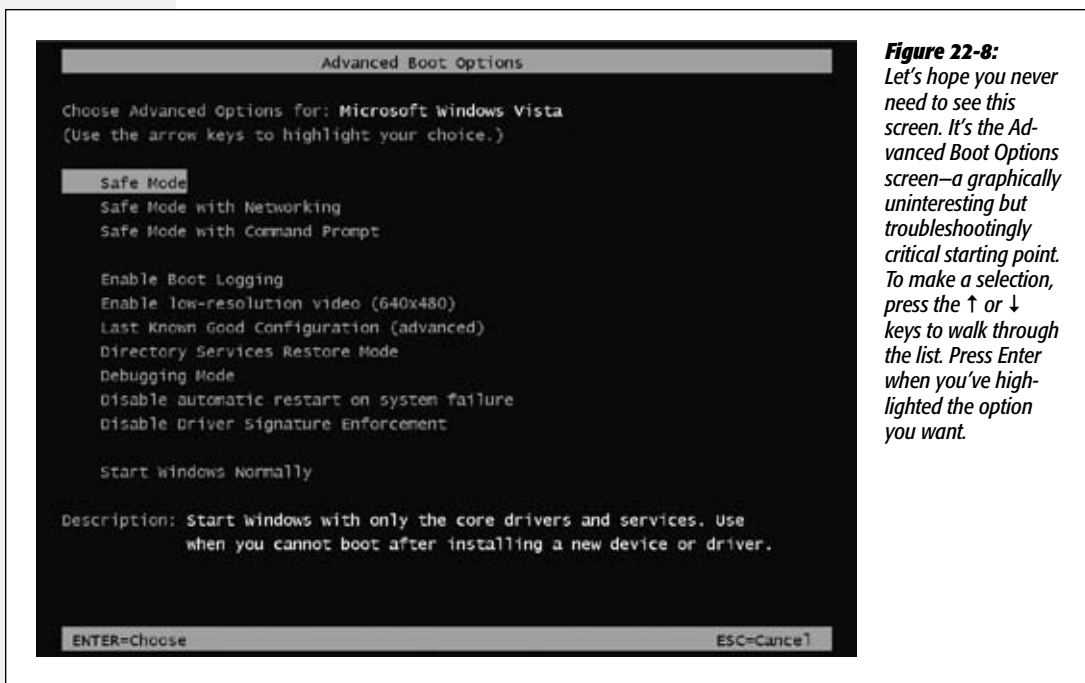 Advanced Boot Options
Choose Advanced Options for: Microsoft Windows Vista
(Use the arrow keys to highlight your choice.)
Safe Mode
Safe Mode with Networking
Safe Mode with Command Prompt
Enable Boot Logging
Enable low-resolution video (640x480)
Last Known Good Configuration (advanced)
Directory Services Restore Mode
Debugging Mode
Disable automatic restart on system failure
Disable Driver Signature Enforcement
Start Windows Normally
Description: Start Windows with only the core drivers and services. Use
when you cannot boot after installing a new device or driver.
ENTER=Choose ESC=Cancel
Figure 22-8:
Let's hope you never
need to see this
screen. It's the Ad-
vanced Boot Options
screen—a graphically
uninteresting but
troubleshootingly
critical starting point.
To make a selection,
press the ↑ or ↓
keys to walk through
the list. Press Enter
when you've high-
lighted the option
you want.